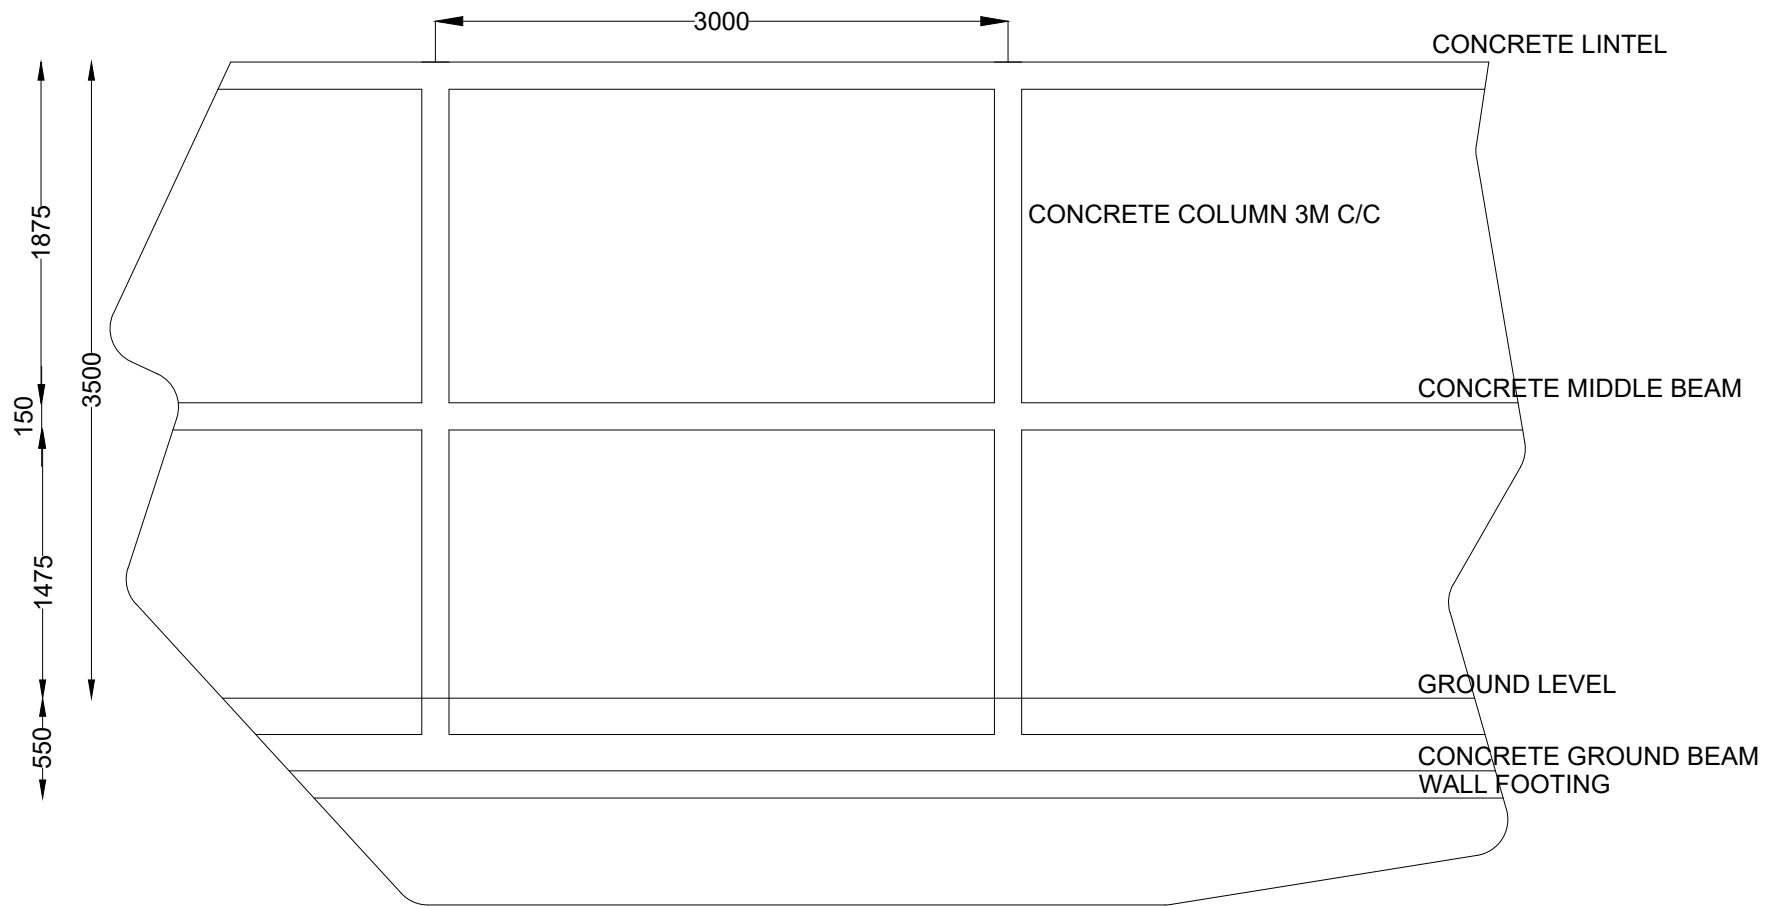 3000
CONCRETE LINTEL
1875
CONCRETE COLUMN 3M C/C
3500
150
CONCRETE MIDDLE BEAM
1475
GROUND LEVEL
550
CONCRETE GROUND BEAM
WALL FOOTING